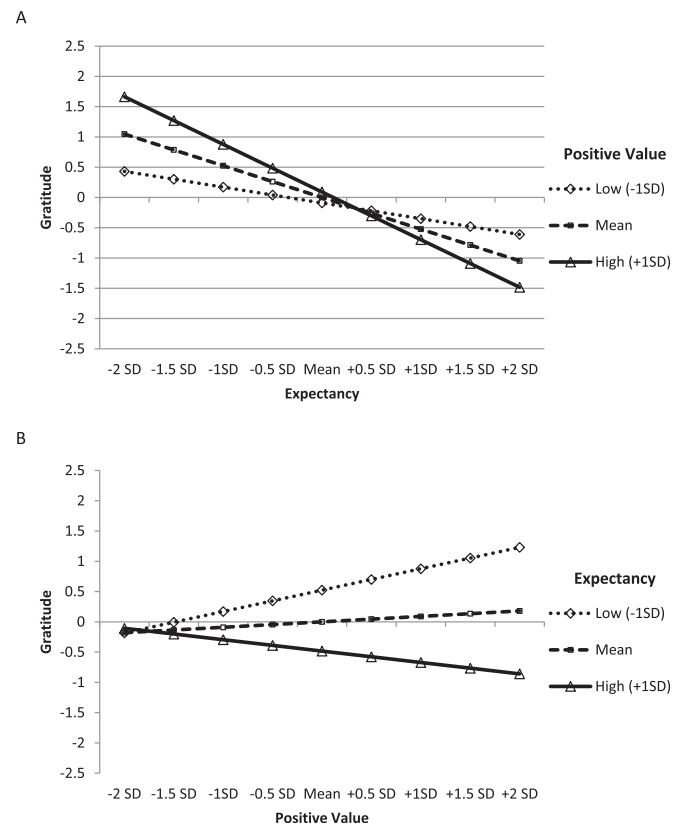 A
2.5
2
1.5
1
0.5
0
-0.5
-1
-1.5
-2
-2.5
Gratitude
-2 SD -1.5 SD -1SD -0.5 SD Mean +0.5 SD +1SD +1.5 SD +2 SD
Expectancy
Positive Value
Low (-1SD)
Mean
High (+1SD)
B
2.5
2
1.5
1
0.5
0
-0.5
-1
-1.5
-2
-2.5
Gratitude
-2 SD -1.5 SD -1SD -0.5 SD Mean +0.5 SD +1SD +1.5 SD +2 SD
Positive Value
Expectancy
Low (-1SD)
Mean
High (+1SD)